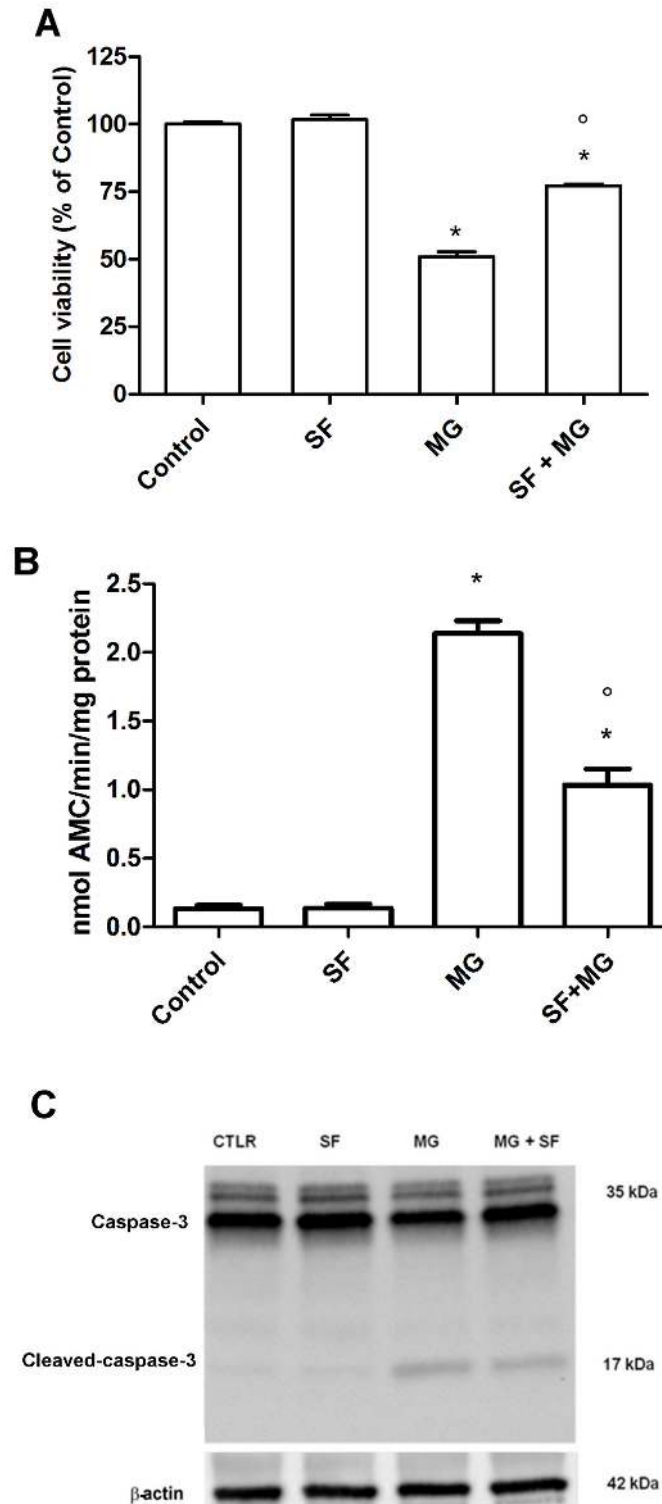 A
Cell viability (% of Control)
125
100
75
50
25
0
*
°
*
Control
SF
MG
SF + MG
B
nmol AMC/min/mg protein
2.5
2.0
1.5
1.0
0.5
0.0
*
°
*
Control
SF
MG
SF+MG
C
CTLR SF MG MG + SF
35 kDa
Caspase-3
Cleaved-caspase-3
17 kDa
β-actin
42 kDa